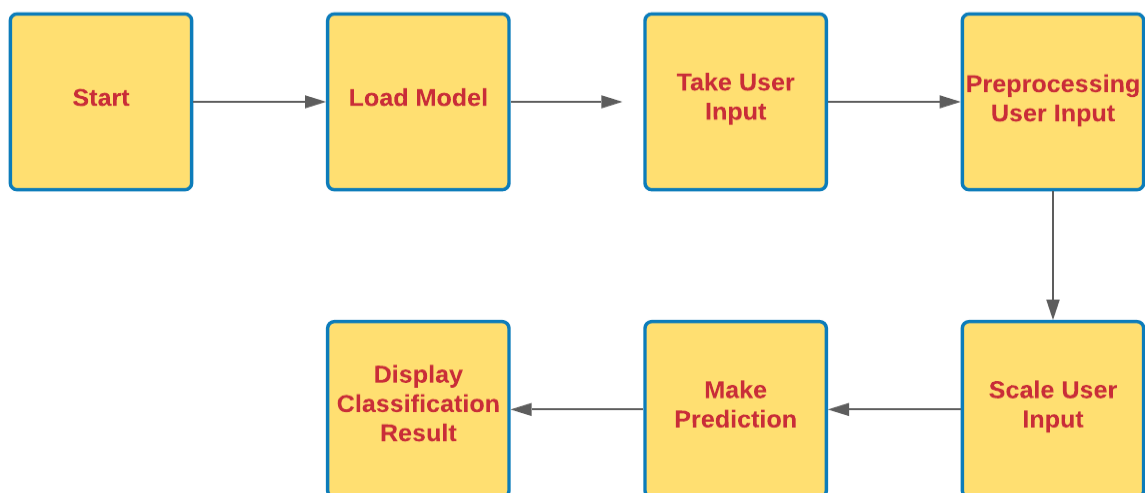 Start
Load Model
Take User
Input
Preprocessing
User Input
Display
Classification
Result
Make
Prediction
Scale User
Input